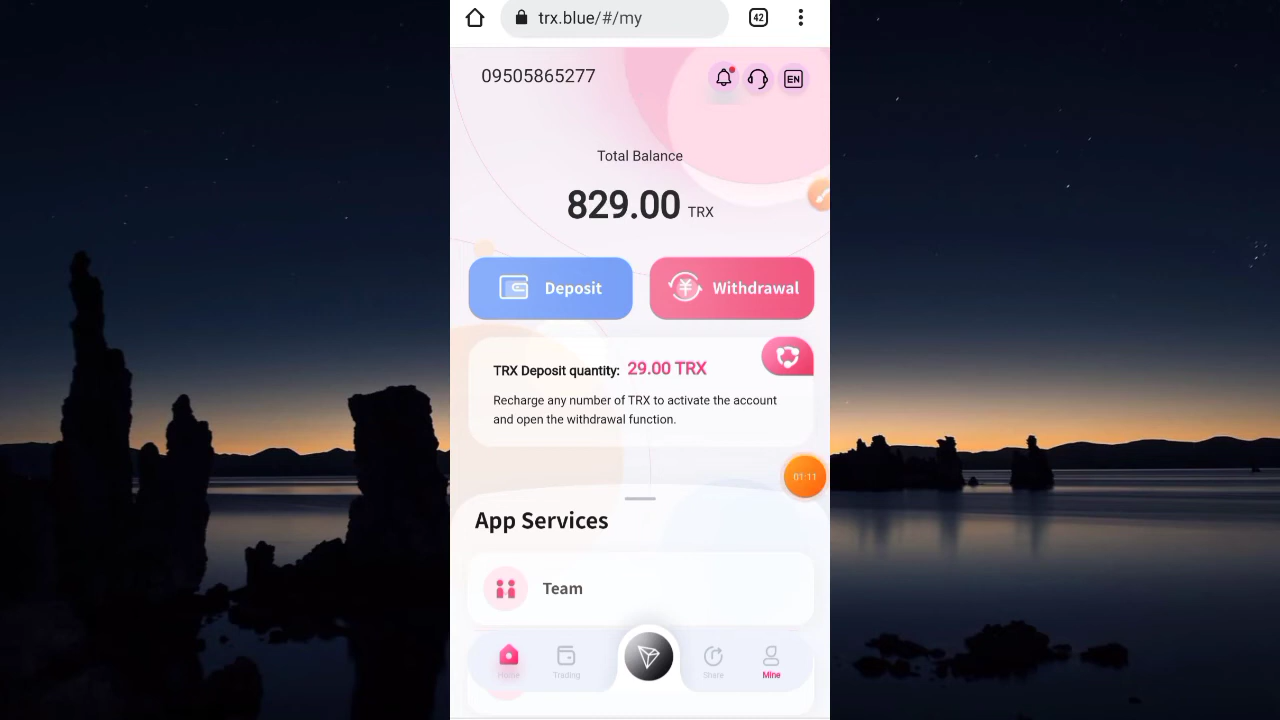 trx.blue/#/my
42
09505865277
EN
Total Balance
829.00 TRX
Deposit
Withdrawal
TRX Deposit quantity: 29.00 TRX
Recharge any number of TRX to activate the account
and open the withdrawal function.
01:11
App Services
Team
Home
Trading
Share
Mine